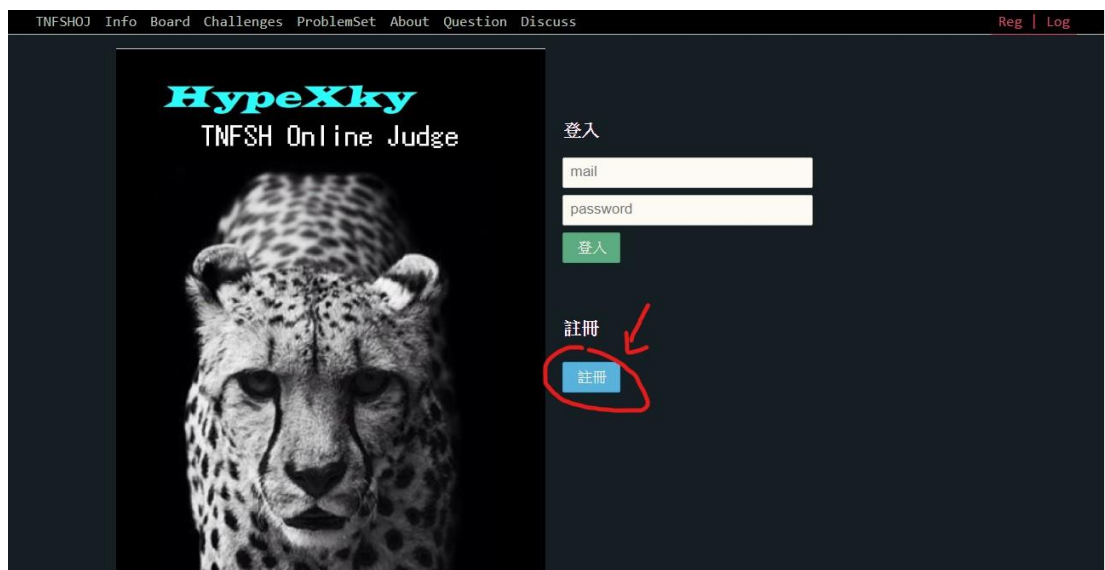 TNFSHOJ Info Board Challenges ProblemSet About Question Discuss Reg | Log
HypeXky
TNFSH Online Judge
登入
mail
password
登入
註冊
註冊